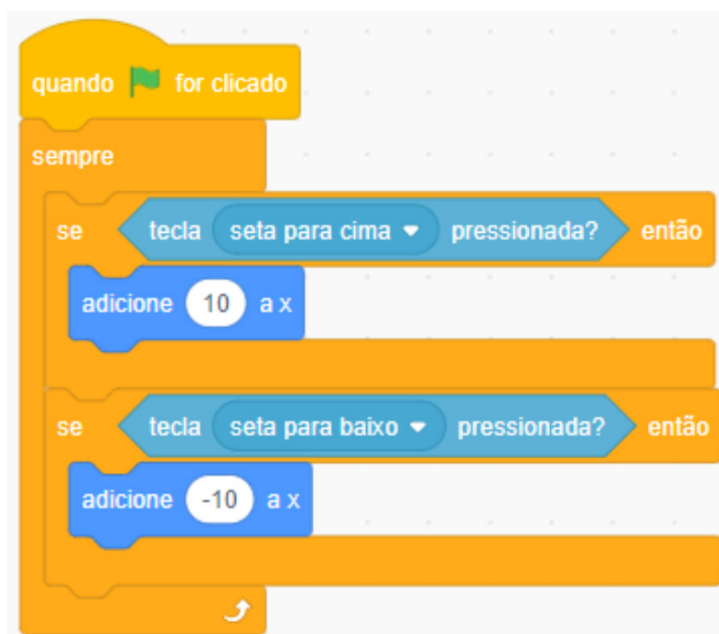 quando for clicado
sempre
se tecla seta para cima pressionada? então
adicione 10 a x
se tecla seta para baixo pressionada? então
adicione -10 a x